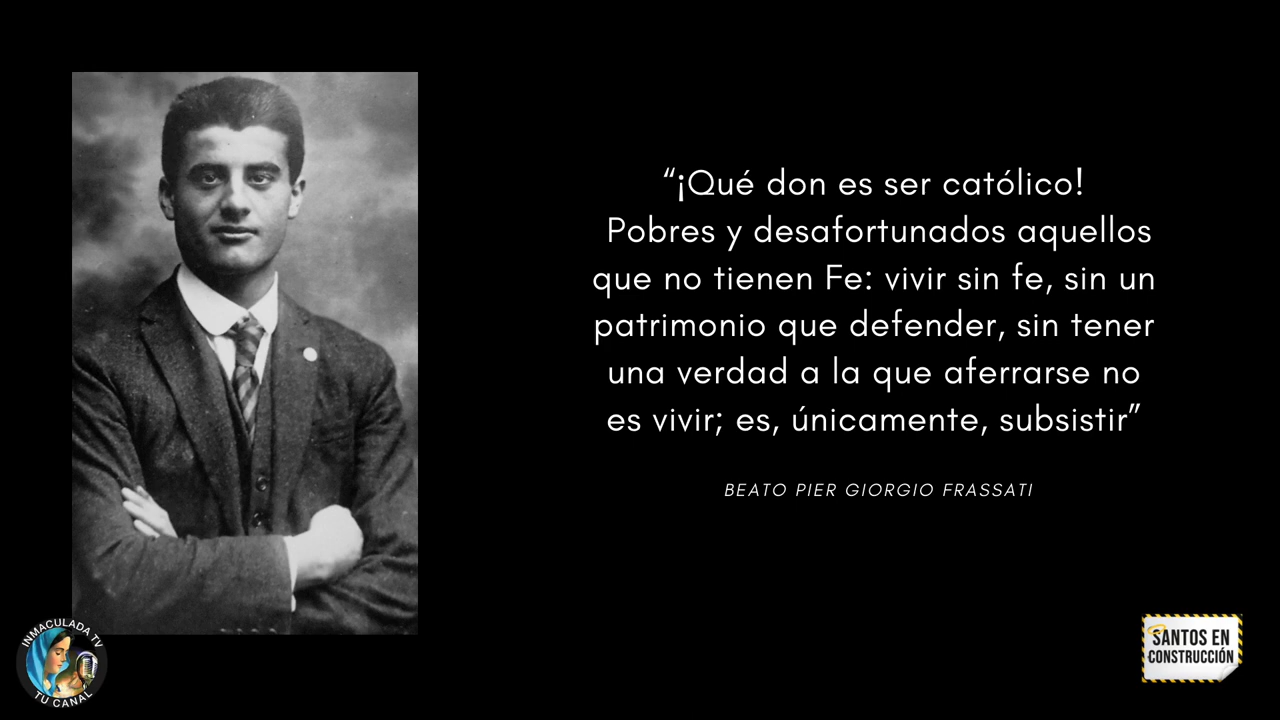 “¡Qué don es ser católico!
Pobres y desafortunados aquellos
que no tienen Fe: vivir sin fe, sin un
patrimonio que defender, sin tener
una verdad a la que aferrarse no
es vivir; es, únicamente, subsistir”
BEATO PIER GIORGIO FRASSATI
INMACULADA TV
TU CANAL
SANTOS EN
CONSTRUCCIÓN